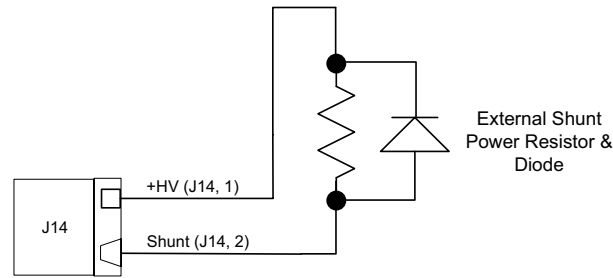 External Shunt
Power Resistor &
Diode
+HV (J14, 1)
J14
Shunt (J14, 2)